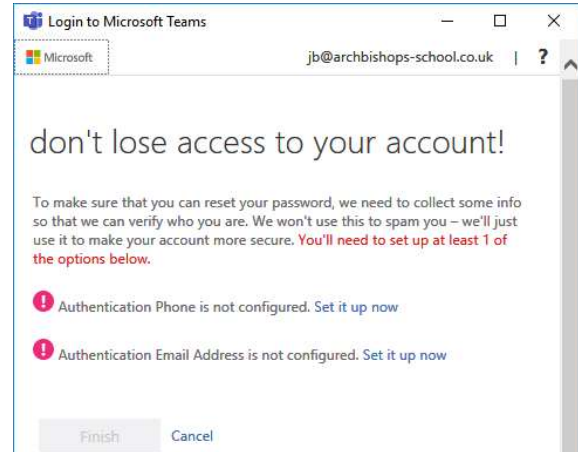 Login to Microsoft Teams
Microsoft
jb@archbishops-school.co.uk | ?
don't lose access to your account!
To make sure that you can reset your password, we need to collect some info
so that we can verify who you are. We won't use this to spam you – we'll just
use it to make your account more secure. You'll need to set up at least 1 of
the options below.
! Authentication Phone is not configured. Set it up now
! Authentication Email Address is not configured. Set it up now
Finish Cancel